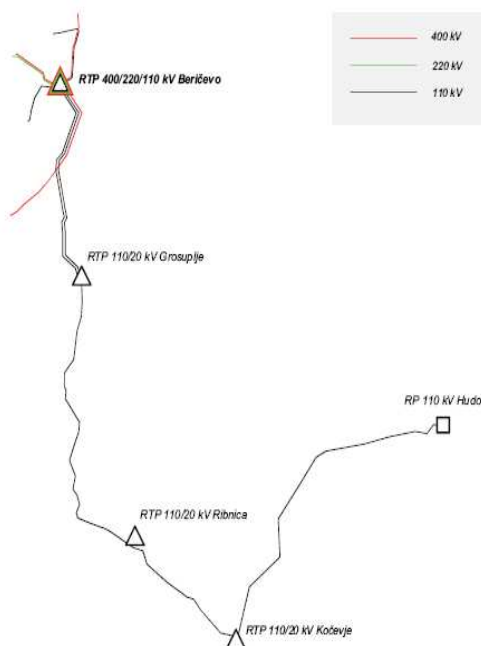 400 kV
220 kV
110 kV
RTP 400/220/110 kV Beričevo
RTP 110/20 kV Grosuplje
RP 110 kV Hudo
RTP 110/20 kV Ribnica
RTP 110/20 kV Kočevje